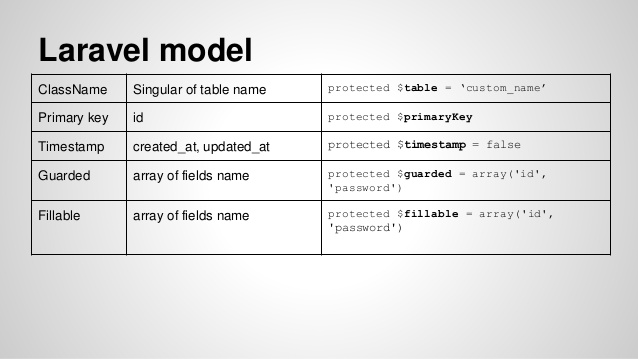 Laravel model
ClassName Singular of table name protected $table = ‘custom_name’
Primary key id protected $primaryKey
Timestamp created_at, updated_at protected $timestamp = false
Guarded array of fields name protected $guarded = array('id',
'password')
Fillable array of fields name protected $fillable = array('id',
'password')